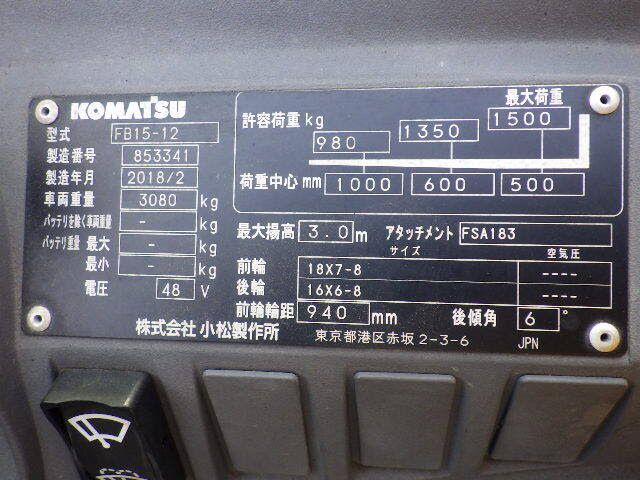 KOMATSU
型式 FB15-12
製造番号 853341
製造年月 2018/2
車両重量 3080 kg
バッテリを除く車両重量 - kg
バッテリ重量 最大 - kg
最小 - kg
電圧 48 V
株式会社 小松製作所
最大荷重
許容荷重 kg 980 1350 1500
荷重中心 mm 1000 600 500
最大揚高 3.0 m アタッチメント FSA183
サイズ 空気圧
前輪 18X7-8 ----
後輪 16X6-8 ----
前輪輪距 940 mm 後傾角 6 °
東京都港区赤坂 2-3-6 JPN